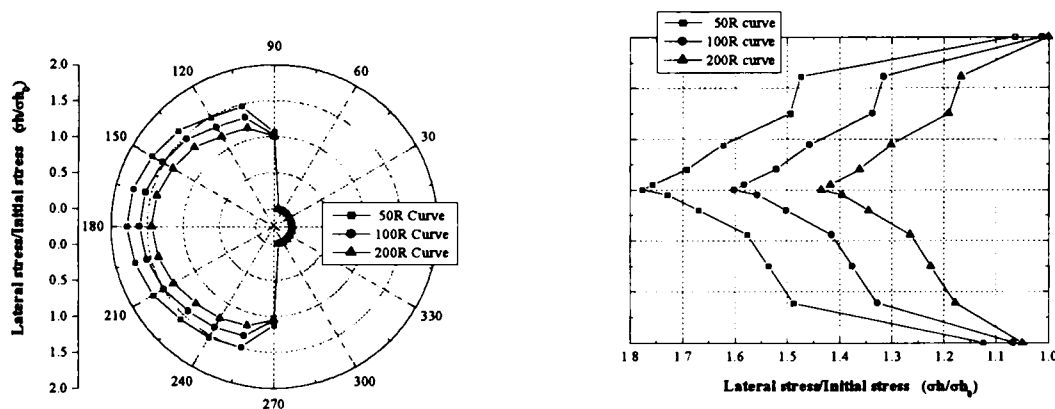 90
120
60
150
30
180
210
330
240
300
270
2.0
1.5
1.0
0.5
0.0
0.0
0.5
1.0
1.5
2.0
Lateral stress/Initial stress (σh/σh₀)
50R Curve
100R Curve
200R Curve
50R curve
100R curve
200R curve
1.8 1.7 1.6 1.5 1.4 1.3 1.2 1.1 1.0
Lateral stress/Initial stress (σh/σh₀)